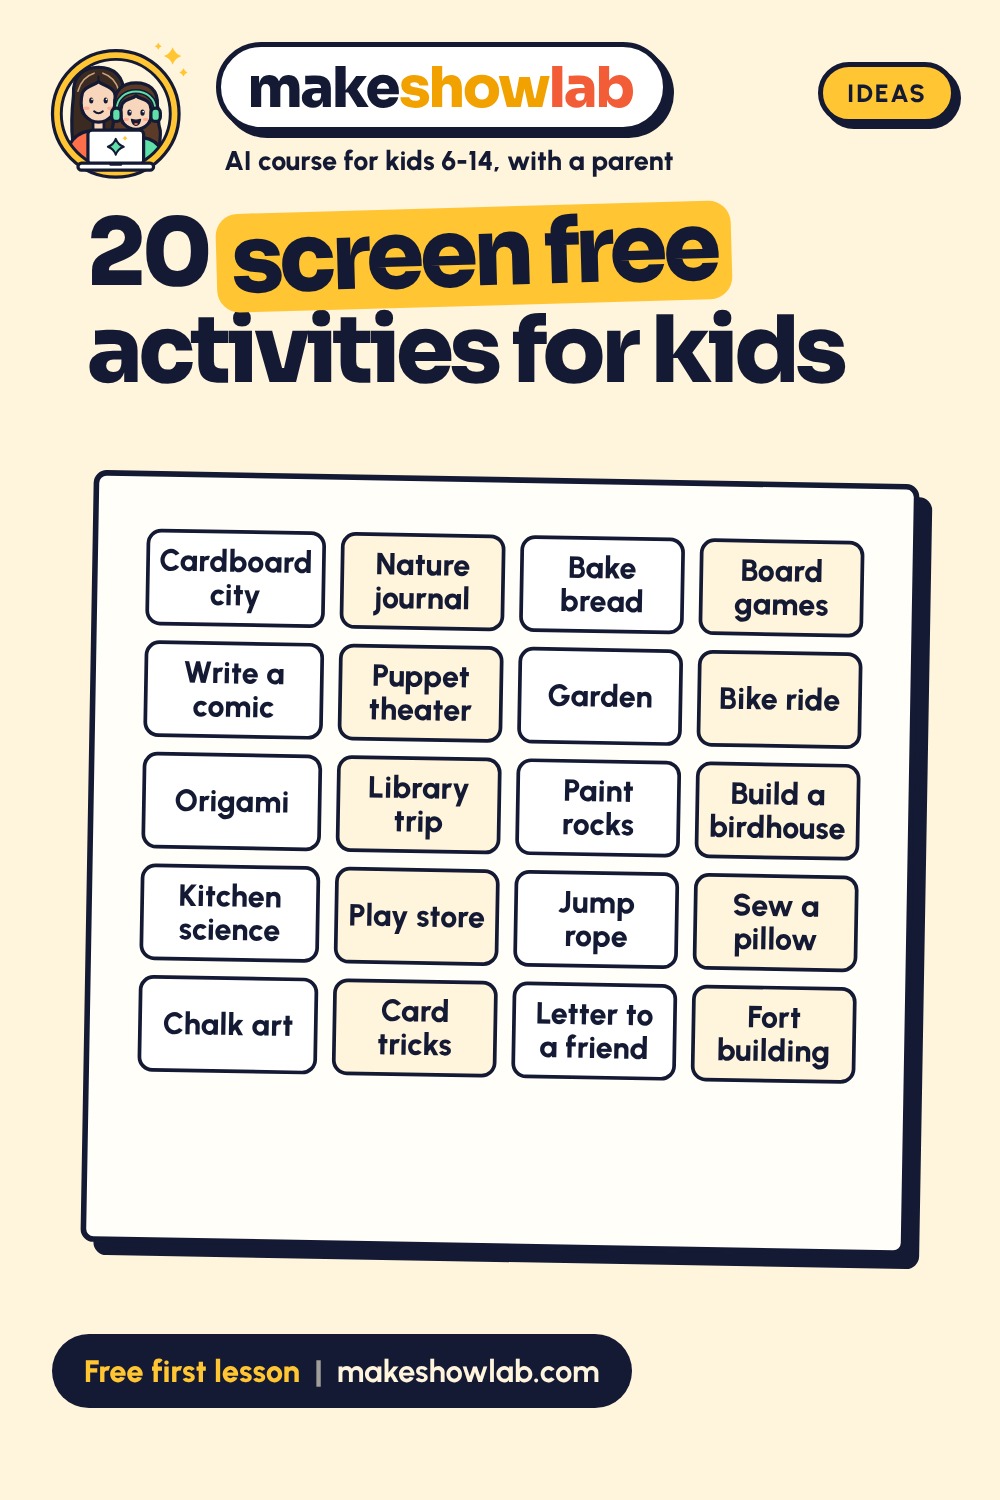 makeshowlab
IDEAS
AI course for kids 6-14, with a parent
20 screen free
activities for kids
Cardboard
city
Nature
journal
Bake
bread
Board
games
Write a
comic
Puppet
theater
Garden
Bike ride
Origami
Library
trip
Paint
rocks
Build a
birdhouse
Kitchen
science
Play store
Jump
rope
Sew a
pillow
Chalk art
Card
tricks
Letter to
a friend
Fort
building
Free first lesson | makeshowlab.com